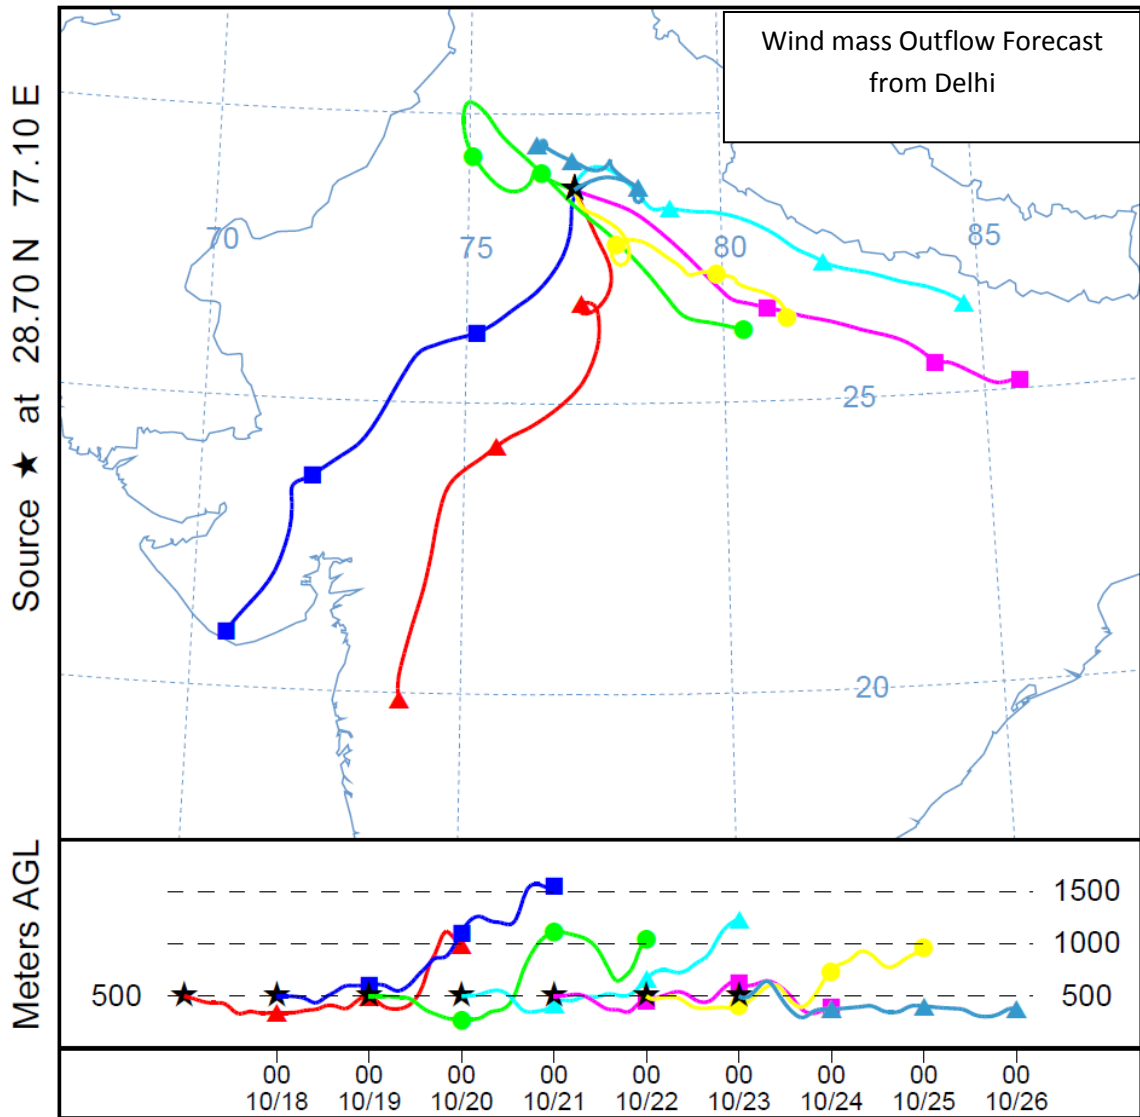 Wind mass Outflow Forecast
from Delhi
Source ★ at 28.70 N 77.10 E
70
75
80
85
25
20
Meters AGL
1500
1000
500
500
00 00 00 00 00 00 00 00 00
10/18 10/19 10/20 10/21 10/22 10/23 10/24 10/25 10/26